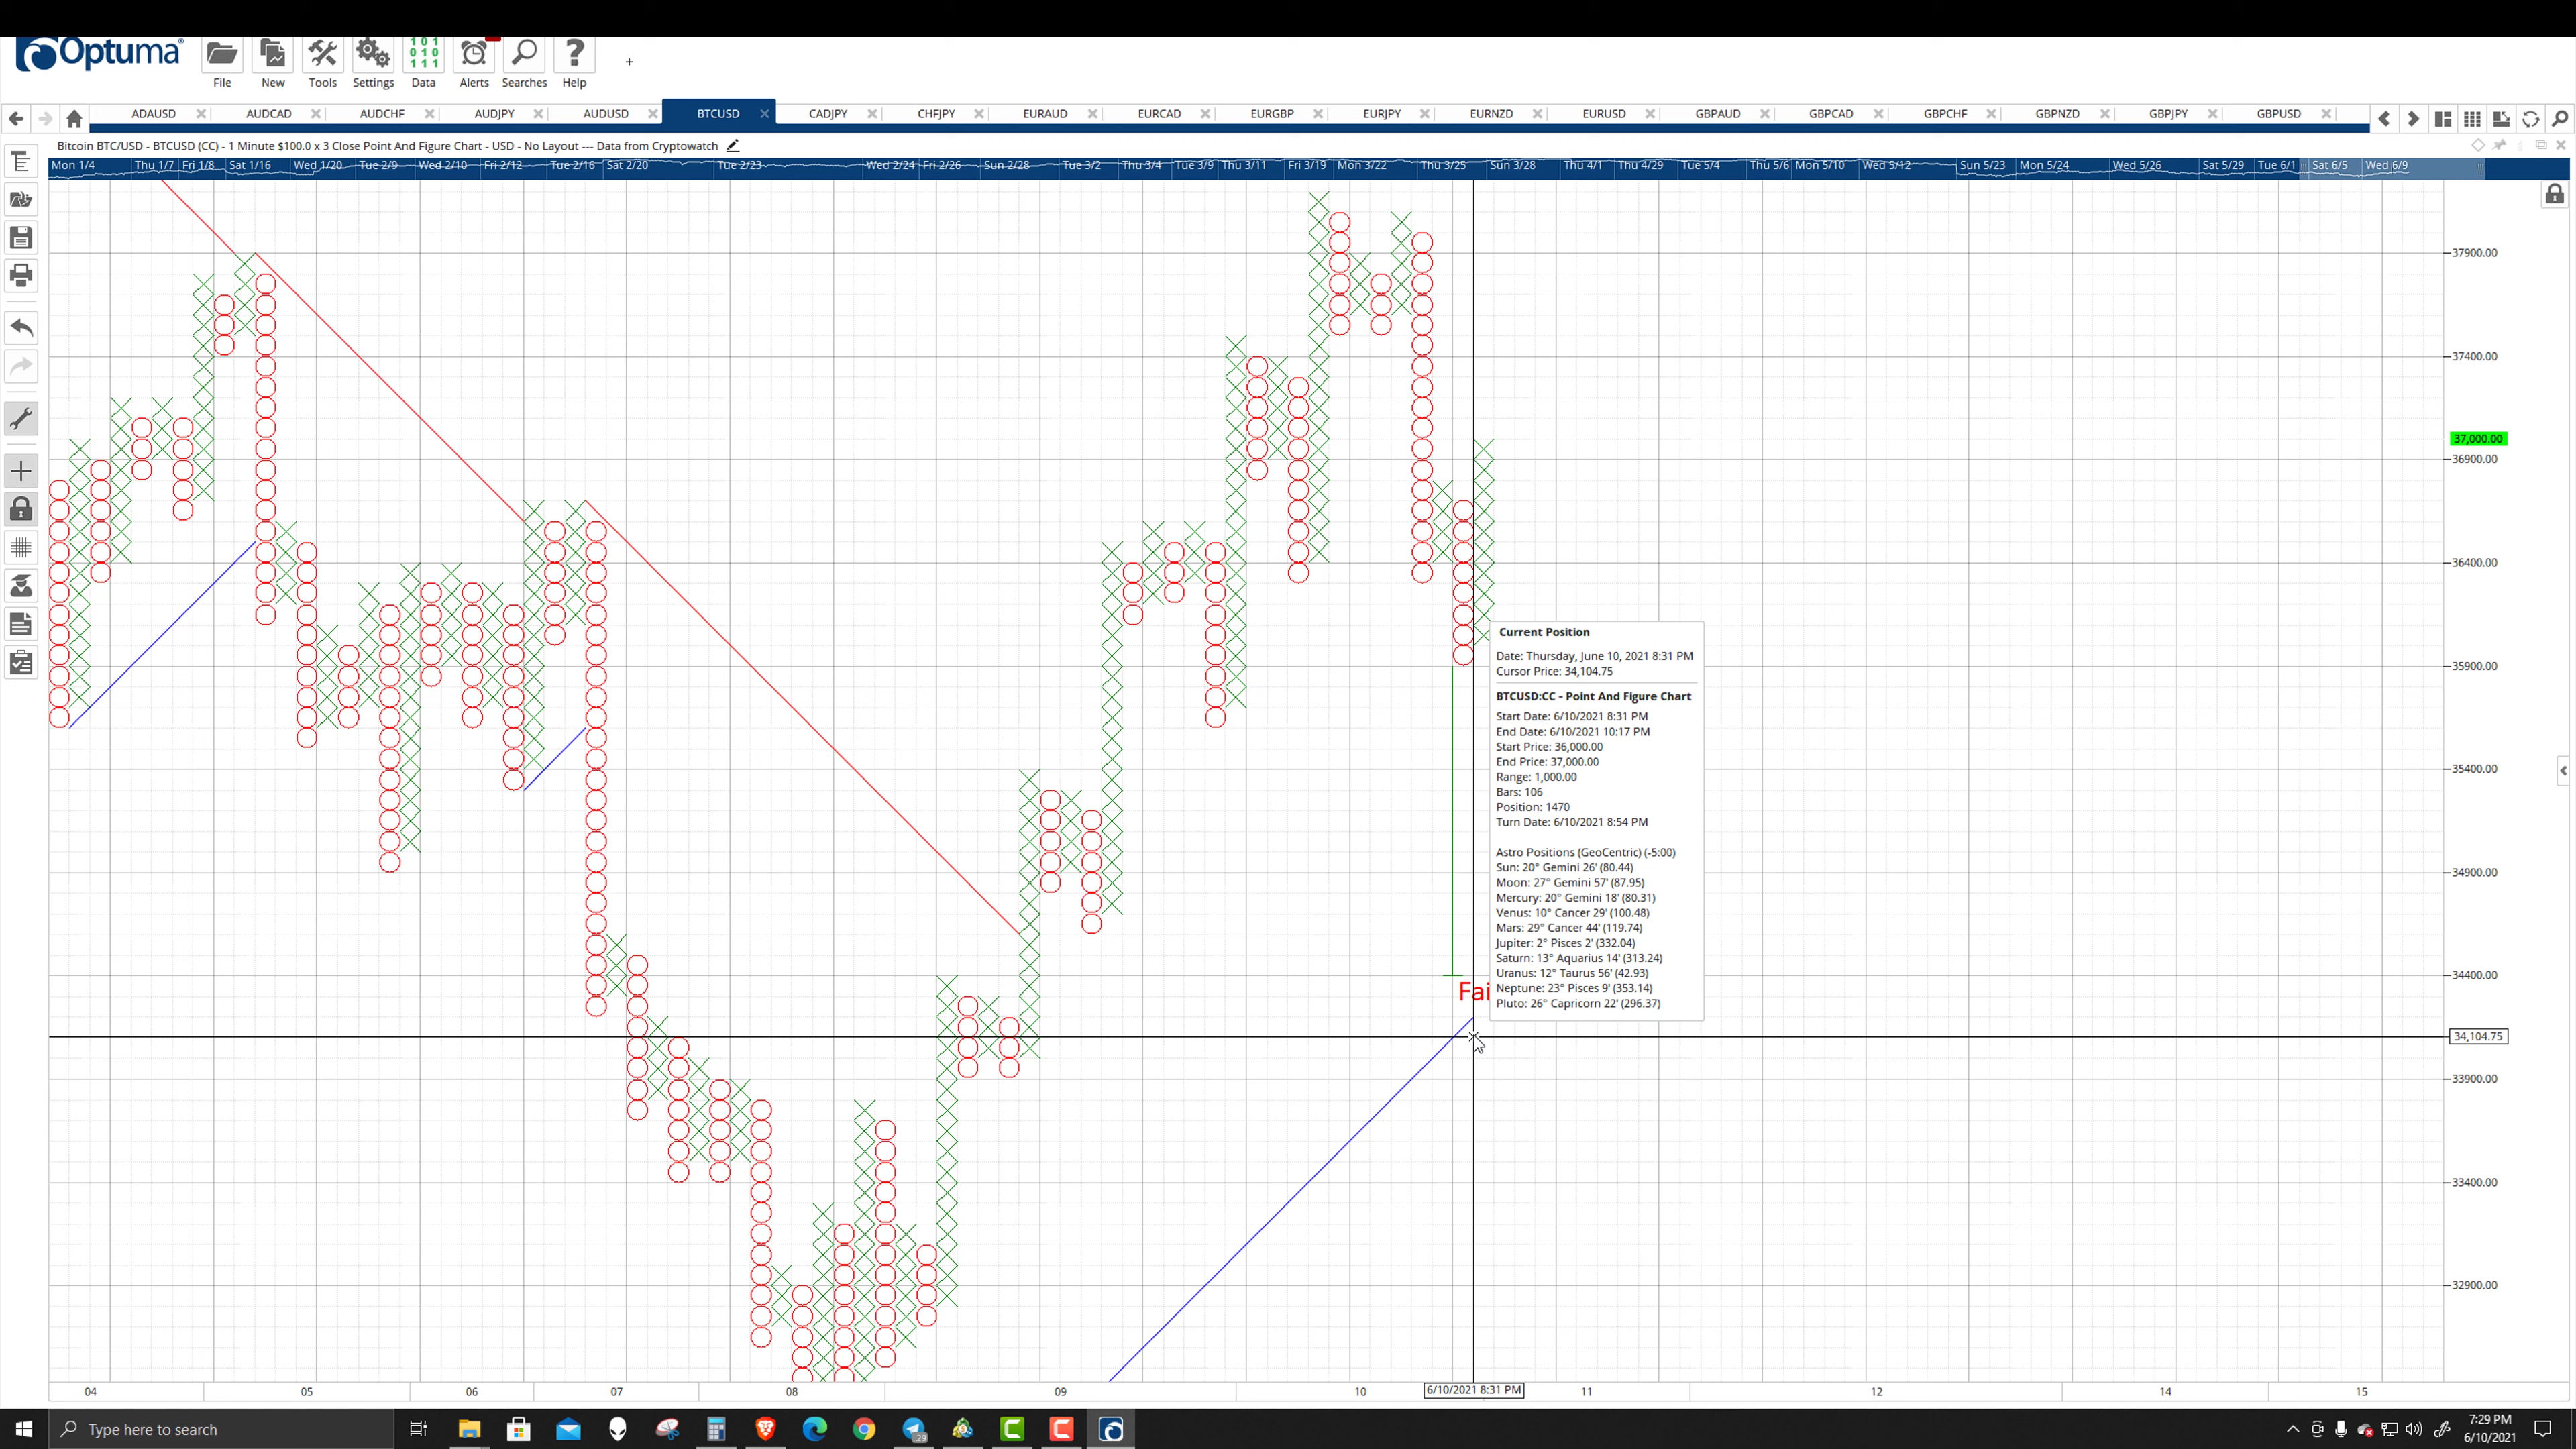 Optuma®
File New Tools Settings Data Alerts Searches Help
ADAUSD AUDCAD AUDCHF AUDJPY AUDUSD BTCUSD CADJPY CHFJPY EURAUD EURCAD EURGBP EURJPY EURNZD EURUSD GBPAUD GBPCAD GBPCHF GBPNZD GBPJPY GBPUSD
Bitcoin BTC/USD - BTCUSD (CC) - 1 Minute $100.0 x 3 Close Point And Figure Chart - USD - No Layout --- Data from Cryptowatch
Mon 1/4 Thu 1/7 Fri 1/8 Sat 1/16 Wed 1/20 Tue 2/9 Wed 2/10 Fri 2/12 Tue 2/16 Sat 2/20 Tue 2/23 Wed 2/24 Fri 2/26 Sun 2/28 Tue 3/2 Thu 3/4 Tue 3/9 Thu 3/11 Fri 3/19 Mon 3/22 Thu 3/25 Sun 3/28 Thu 4/1 Thu 4/29 Tue 5/4 Thu 5/6 Mon 5/10 Wed 5/12 Sun 5/23 Mon 5/24 Wed 5/26 Sat 5/29 Tue 6/1 Sat 6/5 Wed 6/9
37900.00
37400.00
37,000.00
36900.00
36400.00
35900.00
35400.00
34900.00
34400.00
34,104.75
33900.00
33400.00
32900.00
Current Position
Date: Thursday, June 10, 2021 8:31 PM
Cursor Price: 34,104.75
BTCUSD:CC - Point And Figure Chart
Start Date: 6/10/2021 8:31 PM
End Date: 6/10/2021 10:17 PM
Start Price: 36,000.00
End Price: 37,000.00
Range: 1,000.00
Bars: 106
Position: 1470
Turn Date: 6/10/2021 8:54 PM
Astro Positions (GeoCentric) (-5:00)
Sun: 20° Gemini 26' (80.44)
Moon: 27° Gemini 57' (87.95)
Mercury: 20° Gemini 18' (80.31)
Venus: 10° Cancer 29' (100.48)
Mars: 29° Cancer 44' (119.74)
Jupiter: 2° Pisces 2' (332.04)
Saturn: 13° Aquarius 14' (313.24)
Uranus: 12° Taurus 56' (42.93)
Neptune: 23° Pisces 9' (353.14)
Pluto: 26° Capricorn 22' (296.37)
Fai
04 05 06 07 08 09 10 6/10/2021 8:31 PM 11 12 14 15
Type here to search
29
7:29 PM
6/10/2021